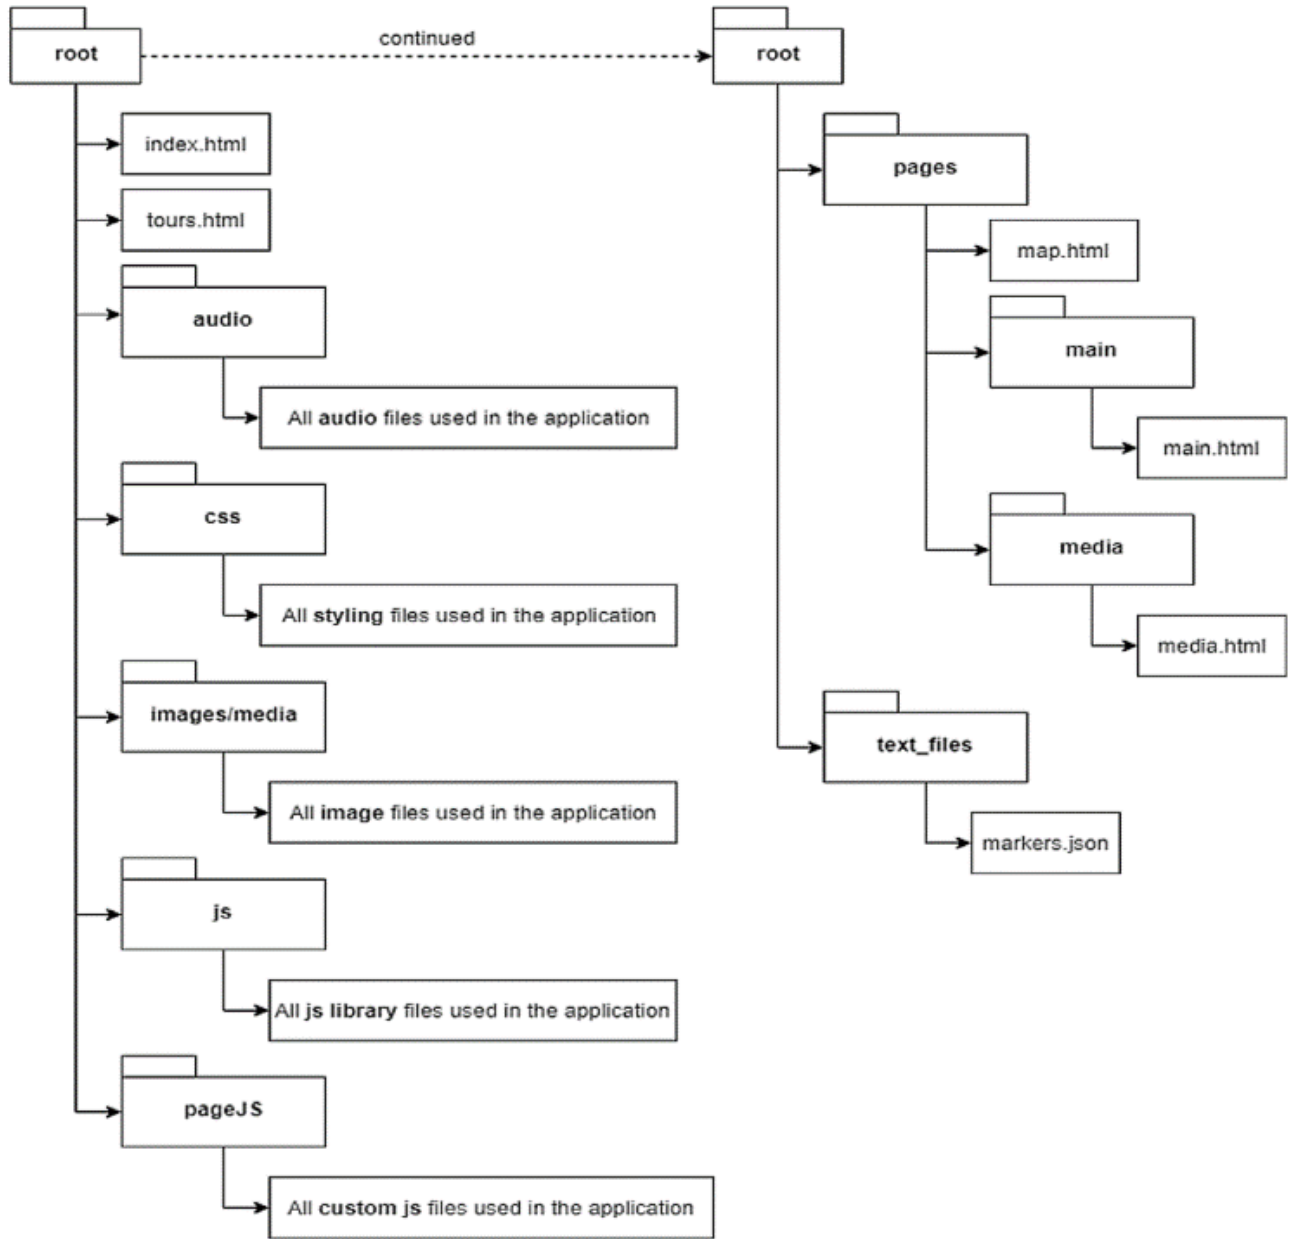 root
continued
index.html
tours.html
audio
All audio files used in the application
css
All styling files used in the application
images/media
All image files used in the application
js
All js library files used in the application
pageJS
All custom js files used in the application
root
pages
map.html
main
main.html
media
media.html
text_files
markers.json